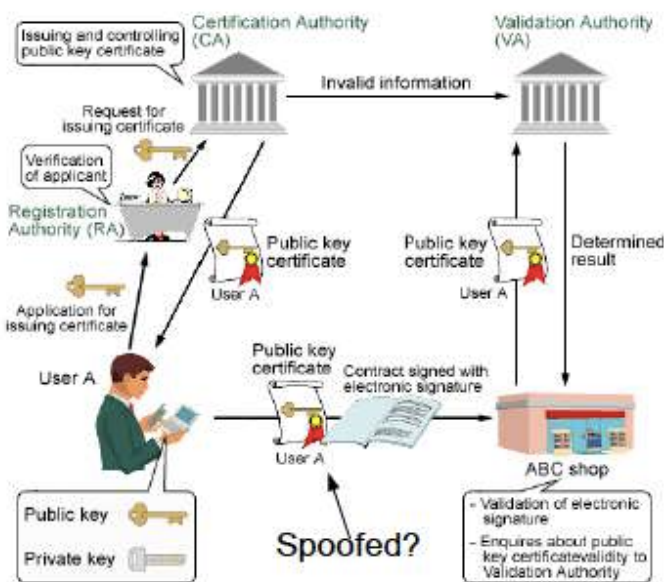 Issuing and controlling
public key certificate
Certification Authority
(CA)
Validation Authority
(VA)
Invalid information
Request for
issuing certificate
Verification
of applicant
Registration
Authority (RA)
Public key
certificate
User A
Public key
certificate
User A
Determined
result
Application for
issuing certificate
User A
Public key
certificate
User A
Contract signed with
electronic signature
ABC shop
Public key
Private key
Spoofed?
- Validation of electronic
signature
- Enquires about public
key certificatevalidity to
Validation Authority